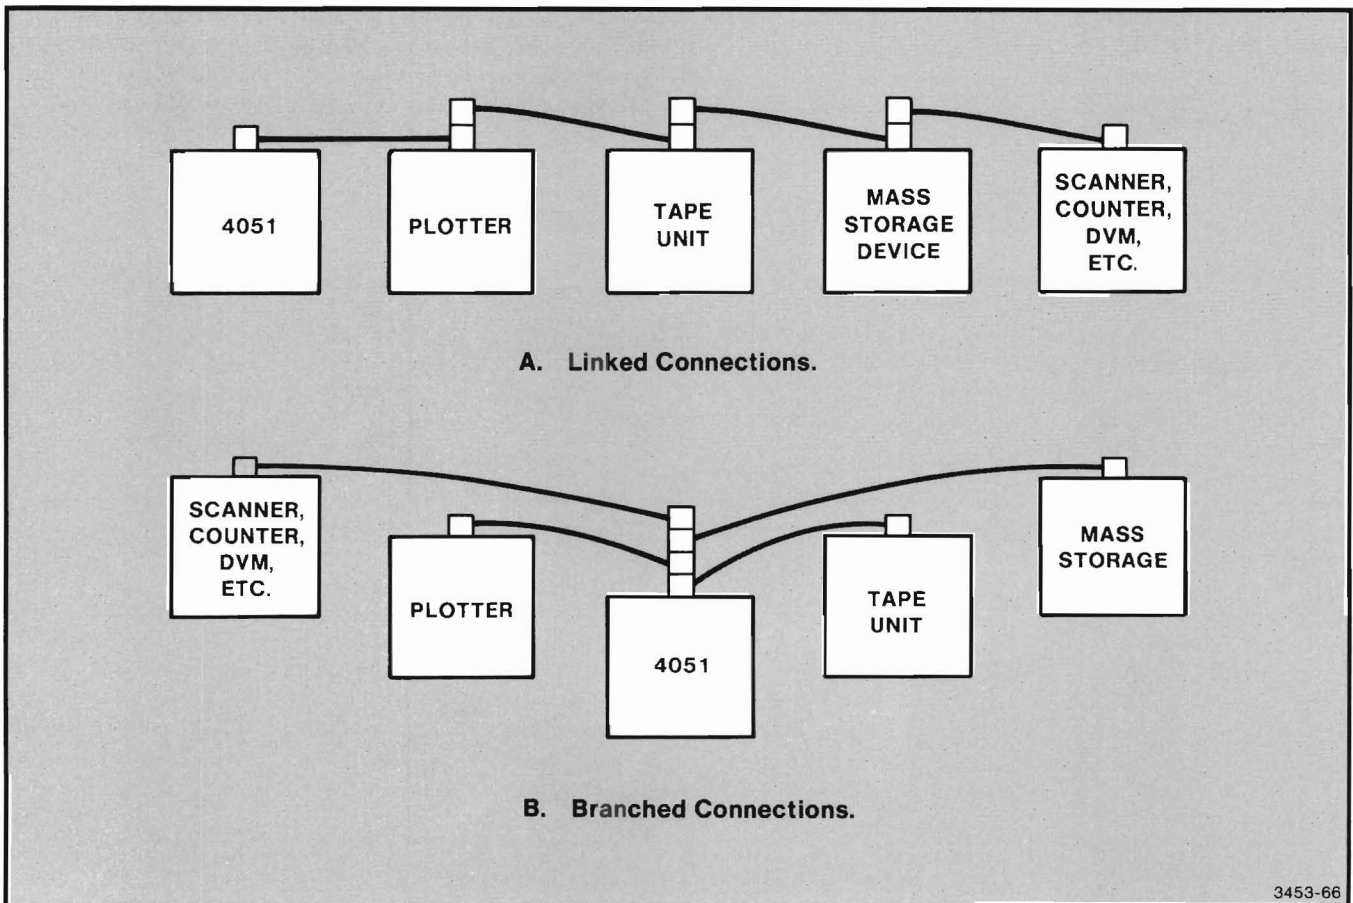 4051
PLOTTER
TAPE
UNIT
MASS
STORAGE
DEVICE
SCANNER,
COUNTER,
DVM,
ETC.
A. Linked Connections.
SCANNER,
COUNTER,
DVM,
ETC.
PLOTTER
4051
TAPE
UNIT
MASS
STORAGE
B. Branched Connections.
3453-66